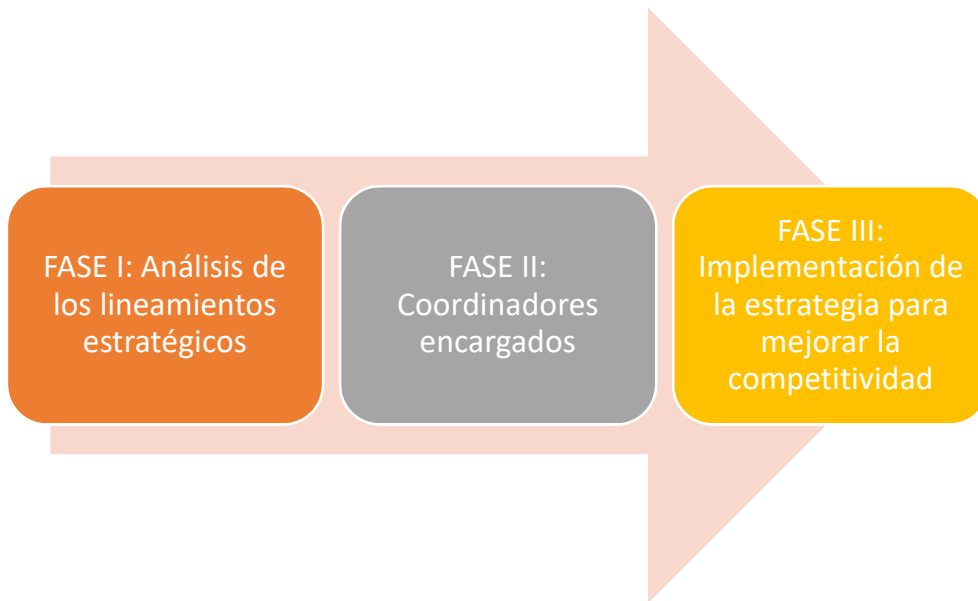 FASE I: Análisis de
los lineamientos
estratégicos
FASE II:
Coordinadores
encargados
FASE III:
Implementación de
la estrategia para
mejorar la
competitividad